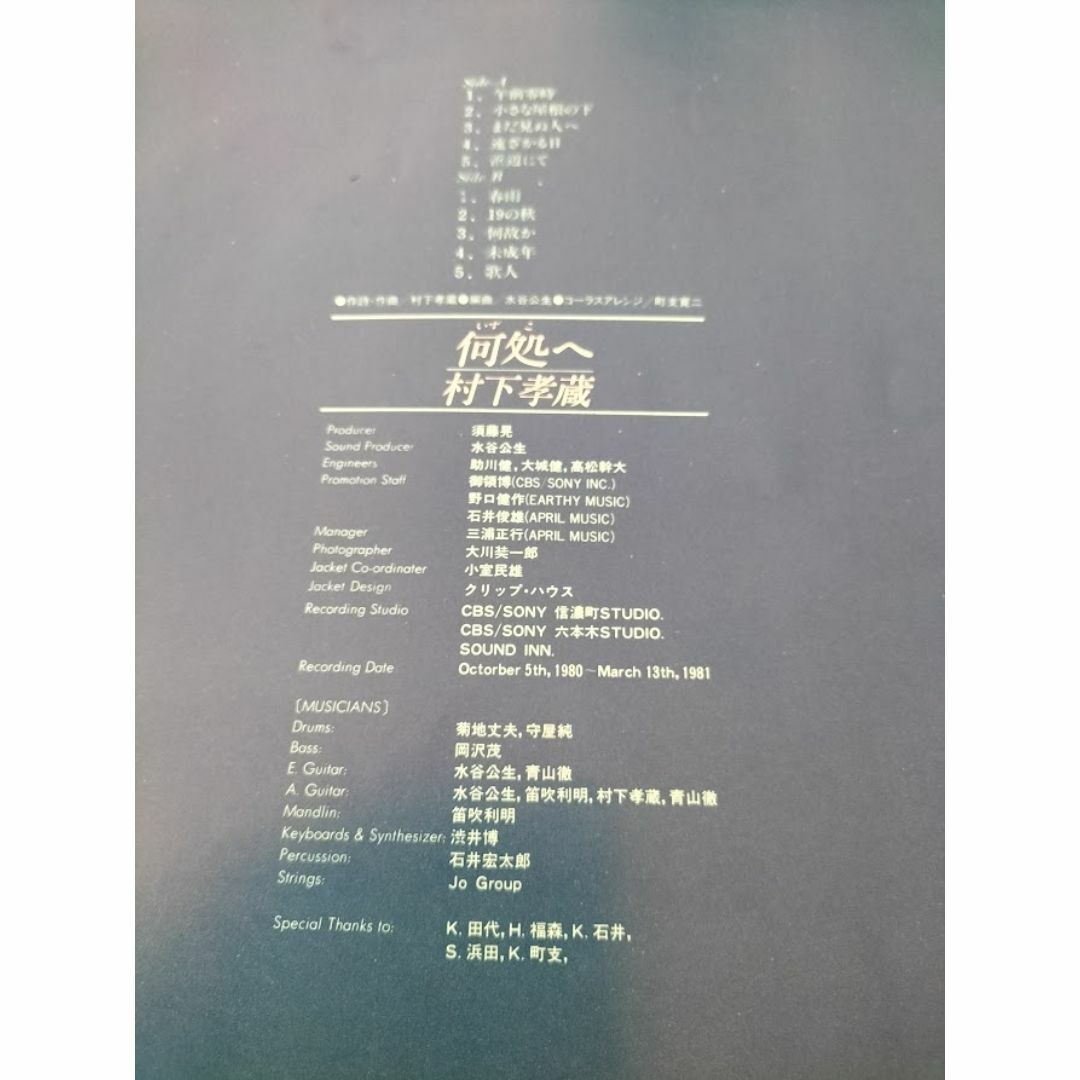 Side A
1. 午前零時
2. 小さな屋根の下
3. まだ見ぬ人へ
4. 遠ざかる日
5. 浜辺にて
Side B
1. 春雨
2. 19の秋
3. 何故か
4. 未成年
5. 歌人
●作詩・作曲/村下孝蔵●編曲/水谷公生●コーラスアレンジ/町支寛二
いずこ
何処へ
村下孝蔵
Producer 須藤晃
Sound Producer 水谷公生
Engineers 助川健,大城健,高松幹大
Promotion Staff 御領博(CBS/SONY INC.)
野口健作(EARTHY MUSIC)
石井俊雄(APRIL MUSIC)
Manager 三浦正行(APRIL MUSIC)
Photographer 大川奘一郎
Jacket Co-ordinater 小室民雄
Jacket Design クリップ・ハウス
Recording Studio CBS/SONY 信濃町STUDIO.
CBS/SONY 六本木STUDIO.
SOUND INN.
Recording Date Octorber 5th, 1980~March 13th, 1981
〔MUSICIANS〕
Drums: 菊地丈夫,守屋純
Bass: 岡沢茂
E. Guitar: 水谷公生,青山徹
A. Guitar: 水谷公生,笛吹利明,村下孝蔵,青山徹
Mandlin: 笛吹利明
Keyboards & Synthesizer: 渋井博
Percussion: 石井宏太郎
Strings: Jo Group
Special Thanks to: K. 田代, H. 福森, K. 石井,
S. 浜田, K. 町支,